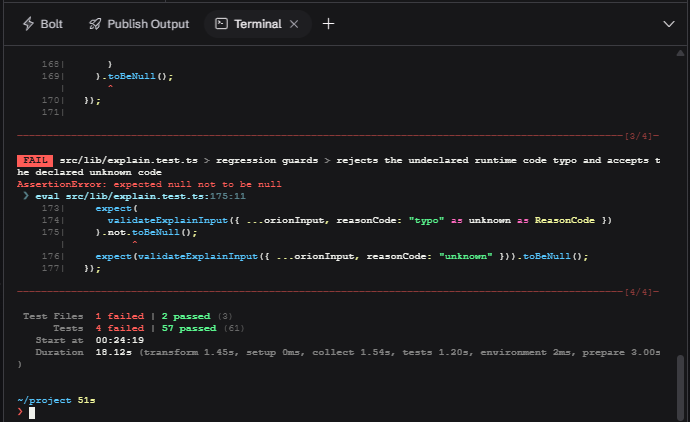 Bolt Publish Output Terminal × +
168| )
169| ).toBeNull();
| ^
170| });
171|
[3/4]
FAIL src/lib/explain.test.ts > regression guards > rejects the undeclared runtime code typo and accepts t
he declared unknown code
AssertionError: expected null not to be null
❯ eval src/lib/explain.test.ts:175:11
173| expect(
174| validateExplainInput({ ...orionInput, reasonCode: "typo" as unknown as ReasonCode })
175| ).not.toBeNull();
| ^
176| expect(validateExplainInput({ ...orionInput, reasonCode: "unknown" })).toBeNull();
177| });
[4/4]
Test Files 1 failed | 2 passed (3)
Tests 4 failed | 57 passed (61)
Start at 00:24:19
Duration 18.12s (transform 1.45s, setup 0ms, collect 1.54s, tests 1.20s, environment 2ms, prepare 3.00s
)
~/project 51s
❯